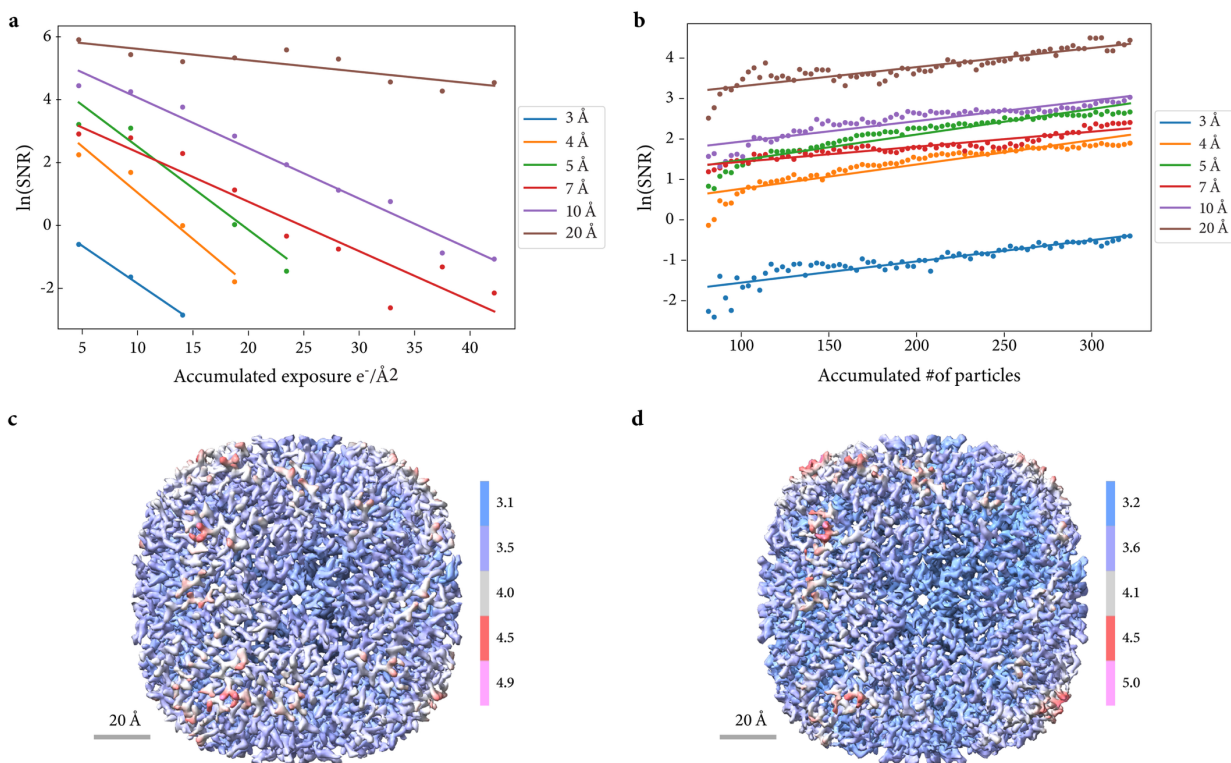 a
6
4
2
0
-2
ln(SNR)
5 10 15 20 25 30 35 40
Accumulated exposure e⁻/Å2
3 Å
4 Å
5 Å
7 Å
10 Å
20 Å
b
4
3
2
1
0
-1
-2
ln(SNR)
100 150 200 250 300
Accumulated #of particles
3 Å
4 Å
5 Å
7 Å
10 Å
20 Å
c
3.1
3.5
4.0
4.5
4.9
20 Å
d
3.2
3.6
4.1
4.5
5.0
20 Å